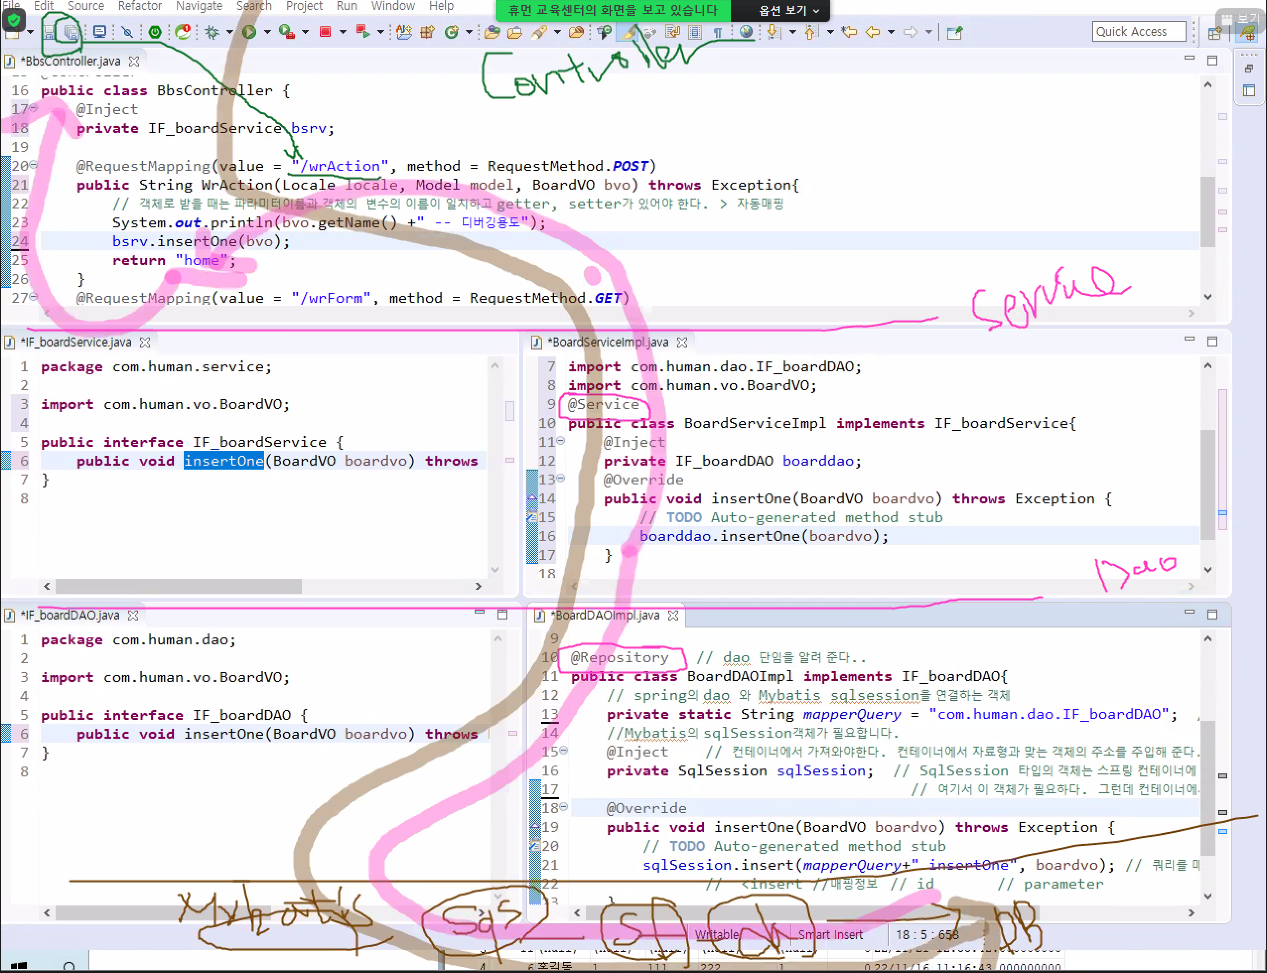 File Edit Source Refactor Navigate Search Project Run Window Help
휴먼 교육센터의 화면을 보고 있습니다 옵션 보기
보기
Quick Access
Controller
*BbsController.java
16 public class BbsController {
17 @Inject
18 private IF_boardService bsrv;
19
20 @RequestMapping(value = "/wrAction", method = RequestMethod.POST)
21 public String WrAction(Locale locale, Model model, BoardVO bvo) throws Exception{
22 // 객체로 받을 때는 파라미터이름과 객체의 변수의 이름이 일치하고 getter, setter가 있어야 한다. > 자동매핑
23 System.out.println(bvo.getName() +" -- 디버깅용도");
24 bsrv.insertOne(bvo);
25 return "home";
26 }
27 @RequestMapping(value = "/wrForm", method = RequestMethod.GET)
Service
*IF_boardService.java
1 package com.human.service;
2
3 import com.human.vo.BoardVO;
4
5 public interface IF_boardService {
6 public void insertOne(BoardVO boardvo) throws
7 }
8
*BoardServiceImpl.java
7 import com.human.dao.IF_boardDAO;
8 import com.human.vo.BoardVO;
9 @Service
10 public class BoardServiceImpl implements IF_boardService{
11 @Inject
12 private IF_boardDAO boarddao;
13 @Override
14 public void insertOne(BoardVO boardvo) throws Exception {
15 // TODO Auto-generated method stub
16 boarddao.insertOne(boardvo);
17 }
18
Dao
*IF_boardDAO.java
1 package com.human.dao;
2
3 import com.human.vo.BoardVO;
4
5 public interface IF_boardDAO {
6 public void insertOne(BoardVO boardvo) throws
7 }
8
*BoardDAOImpl.java
9
10 @Repository // dao 단임을 알려 준다..
11 public class BoardDAOImpl implements IF_boardDAO{
12 // spring의 dao 와 Mybatis sqlsession을 연결하는 객체
13 private static String mapperQuery = "com.human.dao.IF_boardDAO";
14 //Mybatis의 sqlSession객체가 필요합니다.
15 @Inject // 컨테이너에서 가져와야한다. 컨테이너에서 자료형과 맞는 객체의 주소를 주입해 준다.
16 private SqlSession sqlSession; // SqlSession 타입의 객체는 스프링 컨테이너에
17 // 여기서 이 객체가 필요하다. 그런데 컨테이너에
18 @Override
19 public void insertOne(BoardVO boardvo) throws Exception {
20 // TODO Auto-generated method stub
21 sqlSession.insert(mapperQuery+".insertOne", boardvo); // 쿼리를 매
22 // <insert //매핑정보 // id // parameter
Mybatis
DB
Writable Smart Insert 18 : 5 : 658
4 6 홍길동 111 222 0.22/11/16 11:16:43.000000000